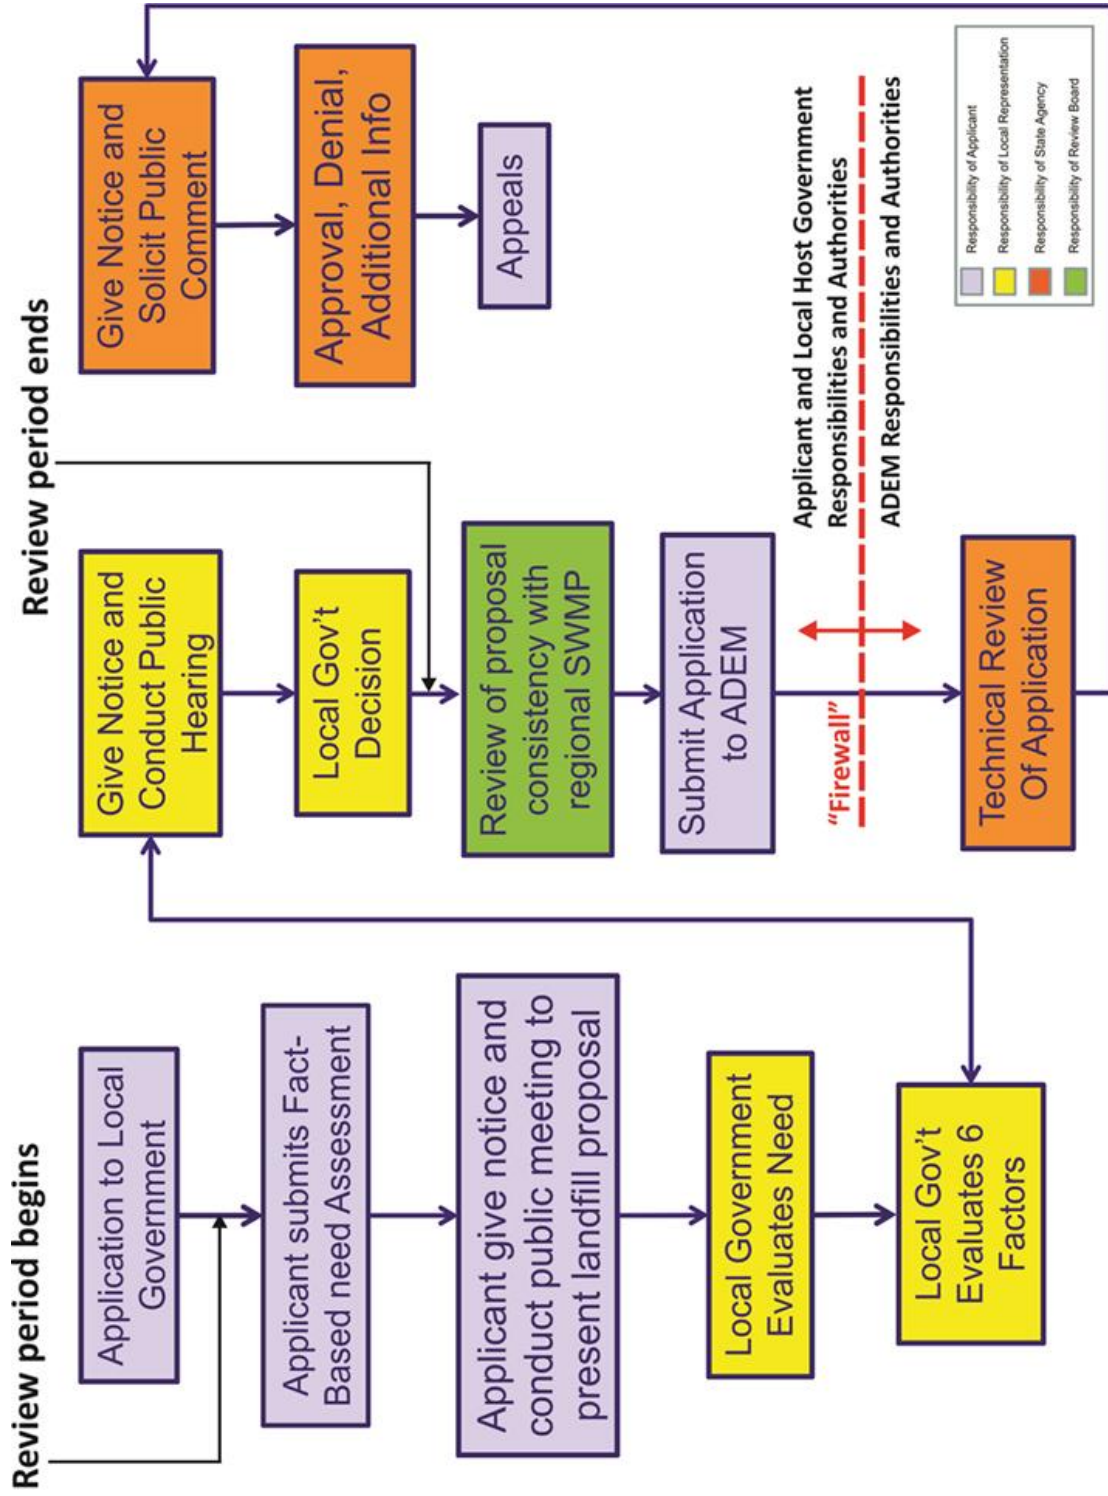 Review period begins
Application to Local
Government
Applicant submits Fact-
Based need Assessment
Applicant give notice and
conduct public meeting to
present landfill proposal
Local Government
Evaluates Need
Local Gov't
Evaluates 6
Factors
Review period ends
Give Notice and
Conduct Public
Hearing
Local Gov't
Decision
Review of proposal
consistency with
regional SWMP
Submit Application
to ADEM
"Firewall"
Applicant and Local Host Government
Responsibilities and Authorities
ADEM Responsibilities and Authorities
Technical Review
Of Application
Give Notice and
Solicit Public
Comment
Approval, Denial,
Additional Info
Appeals
Responsibility of Applicant
Responsibility of Local Representation
Responsibility of State Agency
Responsibility of Review Board